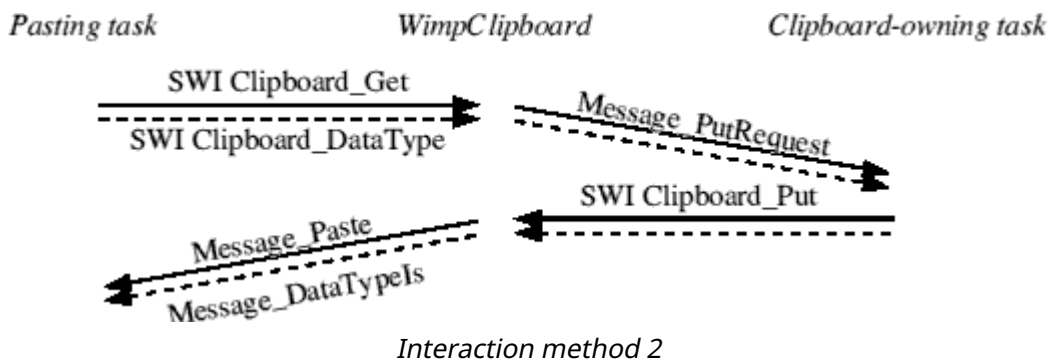 Pasting task
WimpClipboard
Clipboard-owning task
SWI Clipboard_Get
SWI Clipboard_DataType
Message_PutRequest
SWI Clipboard_Put
Message_Paste
Message_DataTypeIs
Interaction method 2